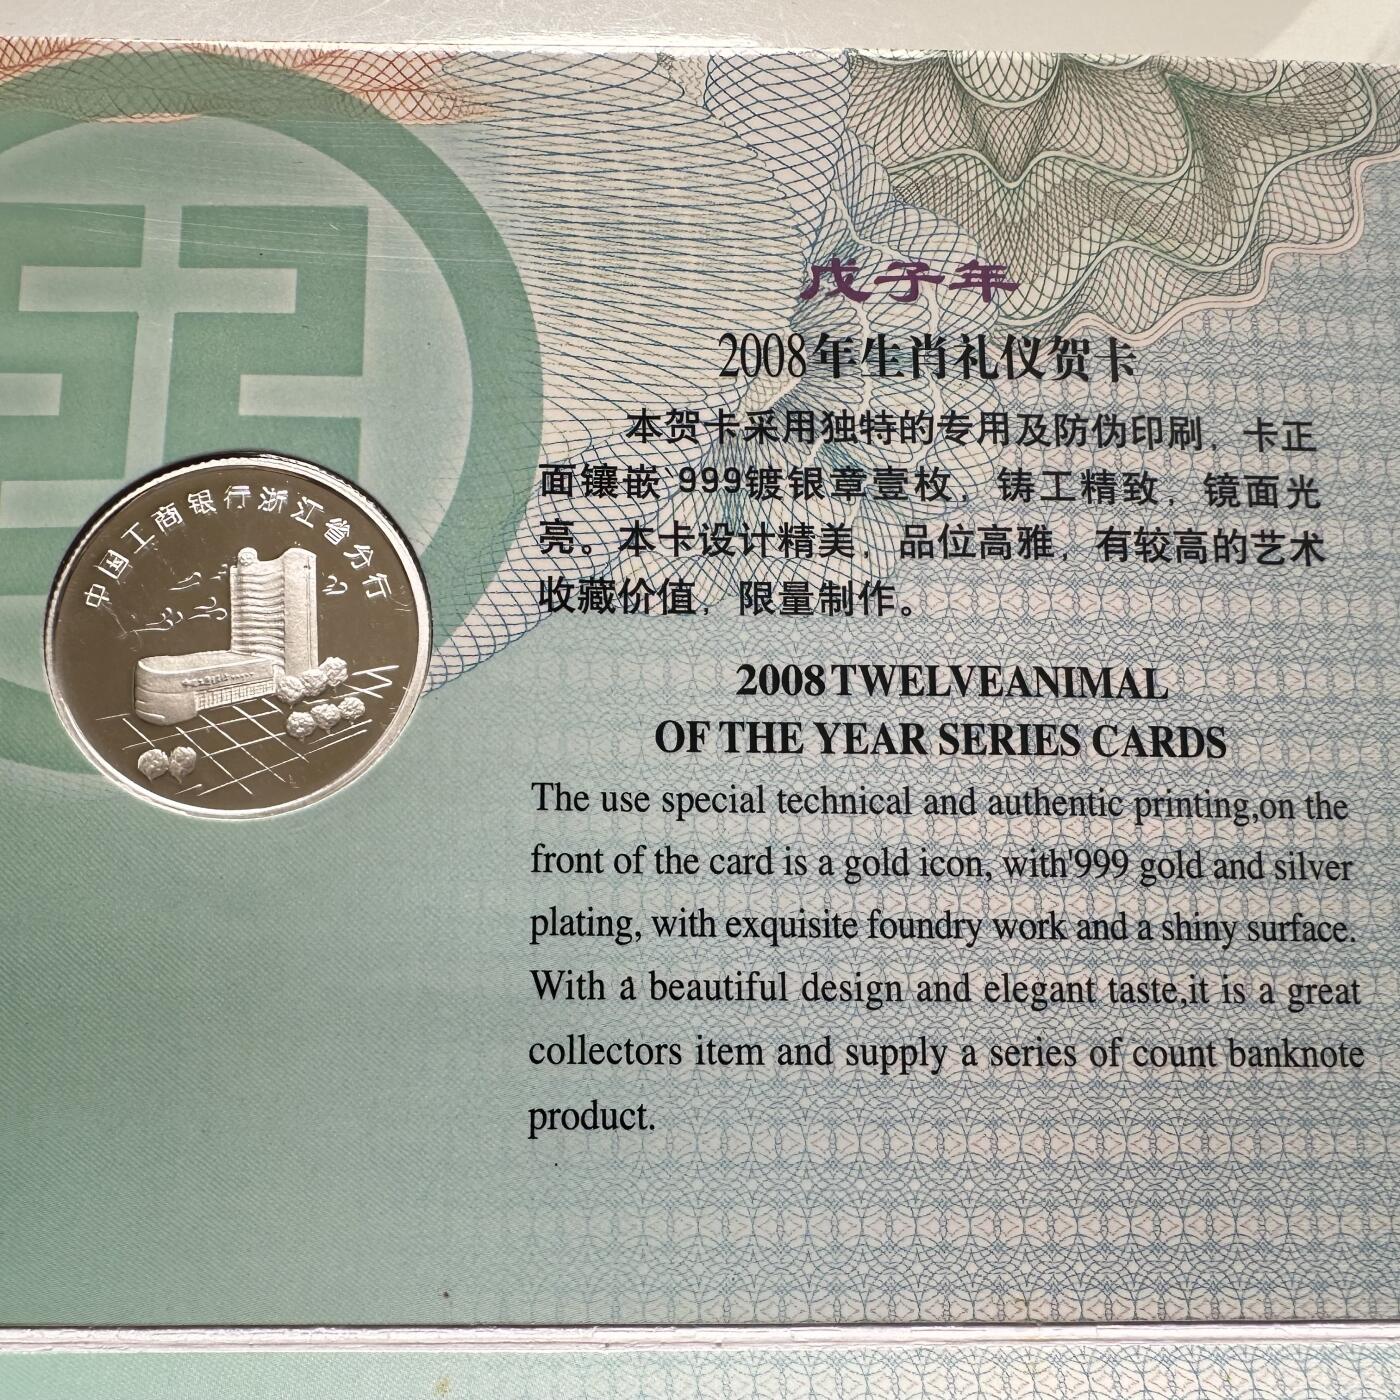 中国工商银行浙江省分行
戊子年
2008年生肖礼仪贺卡
本贺卡采用独特的专用及防伪印刷，卡正
面镶嵌'999镀银章壹枚，铸工精致，镜面光
亮。本卡设计精美，品位高雅，有较高的艺术
收藏价值，限量制作。
2008 TWELVEANIMAL
OF THE YEAR SERIES CARDS
The use special technical and authentic printing,on the
front of the card is a gold icon, with'999 gold and silver
plating, with exquisite foundry work and a shiny surface.
With a beautiful design and elegant taste,it is a great
collectors item and supply a series of count banknote
product.